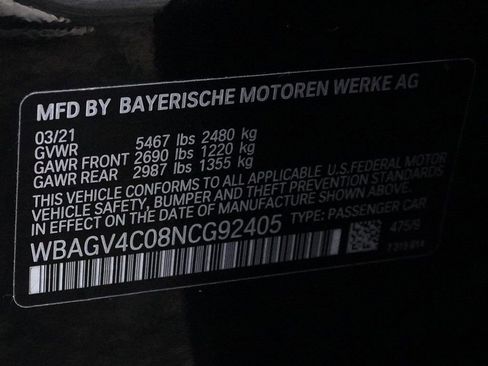 MFD BY BAYERISCHE MOTOREN WERKE AG
03/21
GVWR 5467 lbs 2480 kg
GAWR FRONT 2690 lbs 1220 kg
GAWR REAR 2987 lbs 1355 kg
THIS VEHICLE CONFORMS TO ALL APPLICABLE U.S.FEDERAL MOTOR
VEHICLE SAFETY, BUMPER AND THEFT PREVENTION STANDARDS
IN EFFECT ON THE DATE OF MANUFACTURE SHOWN ABOVE.
WBAGV4C08NCG92405 TYPE: PASSENGER CAR
475/9